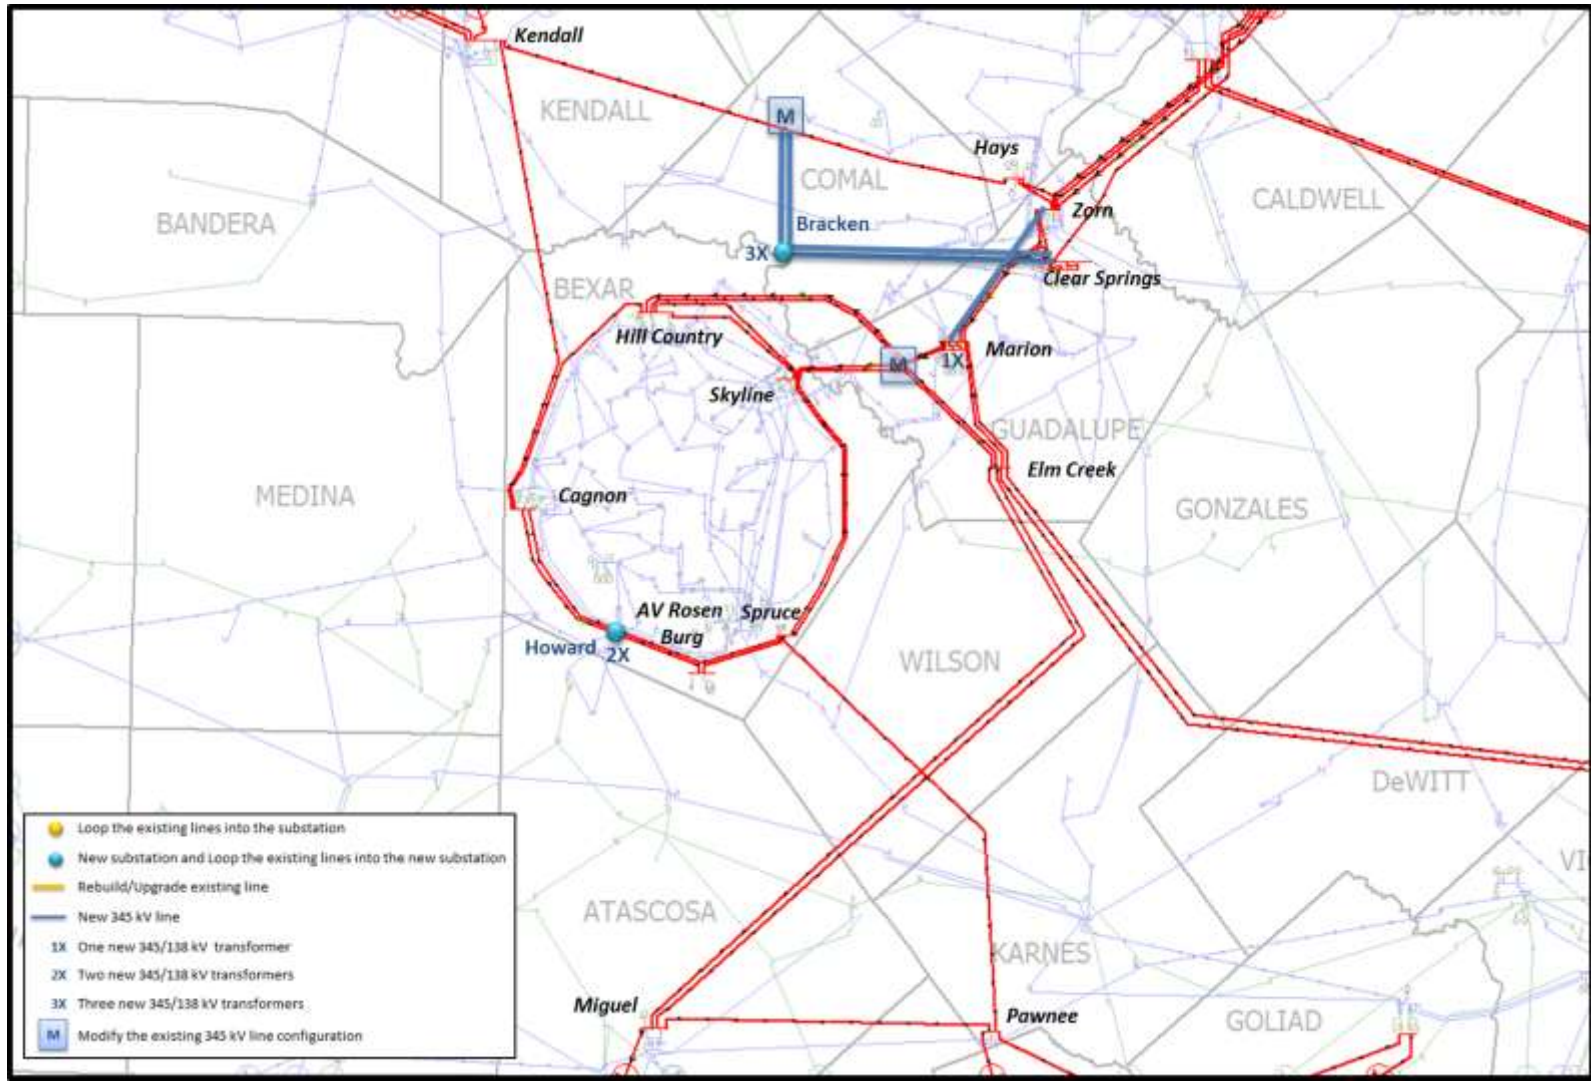 Kendall
KENDALL
M
Hays
COMAL
CALDWELL
BANDERA
Bracken
Zorn
3X
Clear Springs
BEXAR
Hill Country
Marion
M
1X
Skyline
GUADALUPE
Elm Creek
MEDINA
Cagnon
GONZALES
AV Rosen
Burg
Spruce
Howard
2X
WILSON
DeWITT
Loop the existing lines into the substation
New substation and Loop the existing lines into the new substation
VI
Rebuild/Upgrade existing line
New 345 kV line
ATASCOSA
1X One new 345/138 kV transformer
KARNES
2X Two new 345/138 kV transformers
3X Three new 345/138 kV transformers
Miguel
Pawnee
GOLIAD
M Modify the existing 345 kV line configuration